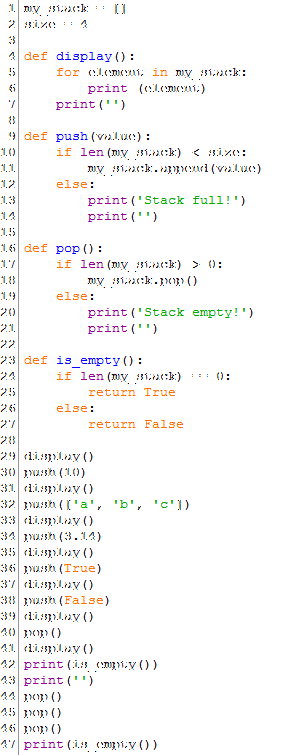 1 my_stack = []
2 size = 4
3
4 def display():
5     for element in my_stack:
6         print (element)
7     print('')
8
9 def push(value):
10     if len(my_stack) < size:
11         my_stack.append(value)
12     else:
13         print('Stack full!')
14         print('')
15
16 def pop():
17     if len(my_stack) > 0:
18         my_stack.pop()
19     else:
20         print('Stack empty!')
21         print('')
22
23 def is_empty():
24     if len(my_stack) == 0:
25         return True
26     else:
27         return False
28
29 display()
30 push(10)
31 display()
32 push(['a', 'b', 'c'])
33 display()
34 push(3.14)
35 display()
36 push(True)
37 display()
38 push(False)
39 display()
40 pop()
41 display()
42 print(is_empty())
43 print('')
44 pop()
45 pop()
46 pop()
47 print(is_empty())